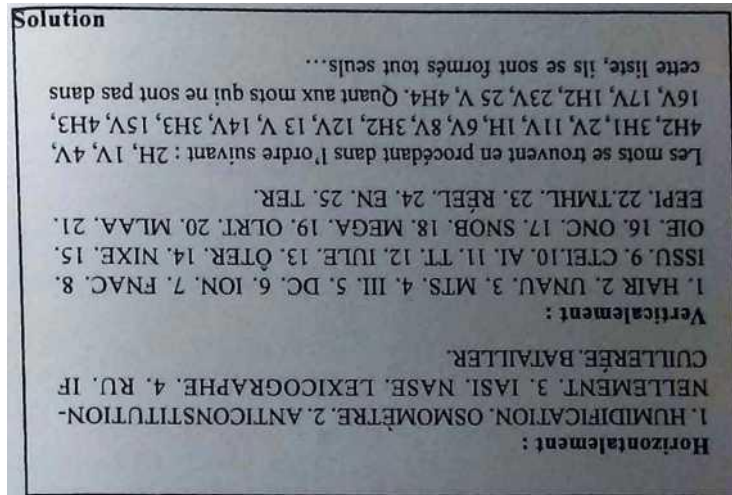 Solution
Horizontalement :
1. HUMIDIFICATION. OSMOMÈTRE. 2. ANTICONSTITUTION-
NELLEMENT. 3. IASI. NASE. LEXICOGRAPHE. 4. RU. IF
CUILLERÉE. BATAILLER.
Verticalement :
1. HAIR 2. UNAU. 3. MTS. 4. III. 5. DC. 6. ION. 7. FNAC. 8.
ISSU. 9. CTEI.10. AI. 11. TT. 12. IULE. 13. ÔTER. 14. NIXE. 15.
OIE. 16. ONC. 17. SNOB. 18. MEGA. 19. OLRT. 20. MLAA. 21.
EEPI. 22.TMHL. 23. RÉEL. 24. EN. 25. TER.
Les mots se trouvent en procédant dans l'ordre suivant : 2H, 1V, 4V,
4H2, 3H1, 2V, 11V, 1H, 6V, 8V, 3H2, 12V, 13 V, 14V, 3H3, 15V, 4H3,
16V, 17V, 1H2, 23V, 25 V, 4H4. Quant aux mots qui ne sont pas dans
cette liste, ils se sont formés tout seuls...